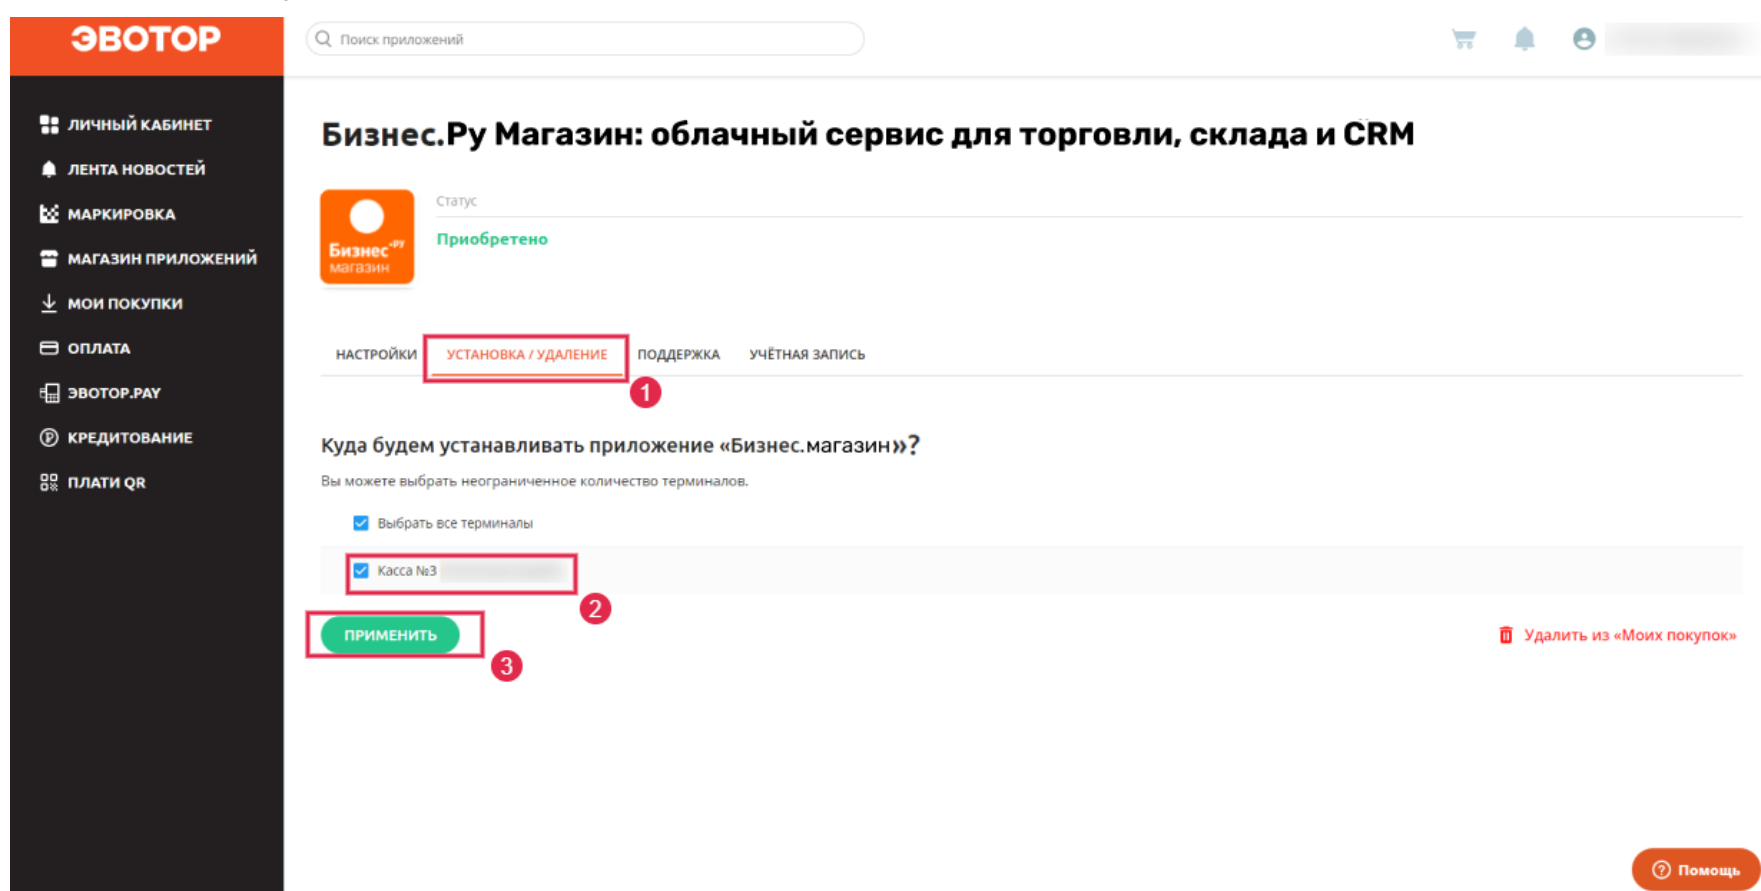 ЭВОТОР
Поиск приложений
ЛИЧНЫЙ КАБИНЕТ
ЛЕНТА НОВОСТЕЙ
МАРКИРОВКА
МАГАЗИН ПРИЛОЖЕНИЙ
МОИ ПОКУПКИ
ОПЛАТА
ЭВОТОР.PAY
КРЕДИТОВАНИЕ
ПЛАТИ QR
Бизнес.Ру Магазин: облачный сервис для торговли, склада и CRM
Бизнес.РУ
магазин
Статус
Приобретено
НАСТРОЙКИ УСТАНОВКА / УДАЛЕНИЕ ПОДДЕРЖКА УЧЁТНАЯ ЗАПИСЬ
1
Куда будем устанавливать приложение «Бизнес.магазин»?
Вы можете выбрать неограниченное количество терминалов.
Выбрать все терминалы
Касса №3
2
ПРИМЕНИТЬ
3
Удалить из «Моих покупок»
Помощь